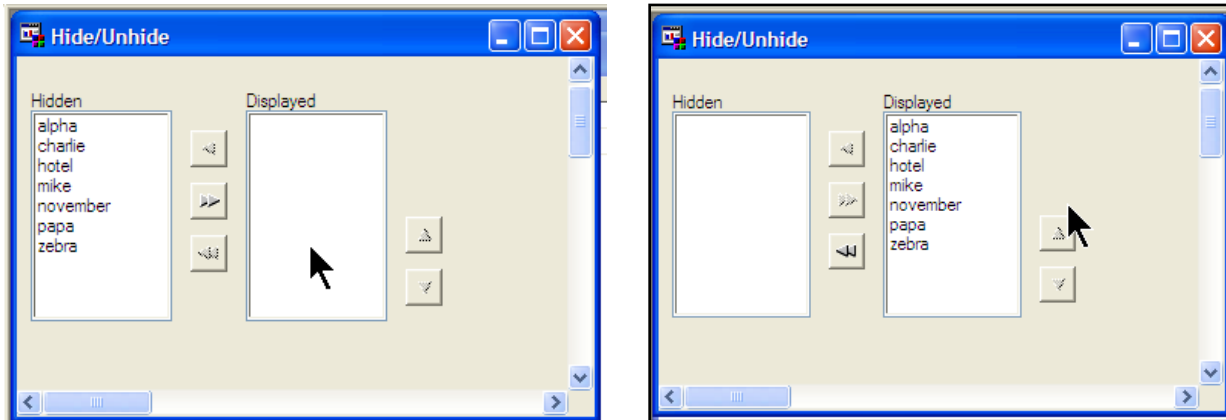 Hide/Unhide
Hidden
Displayed
alpha
charlie
hotel
mike
november
papa
zebra
Hide/Unhide
Hidden
Displayed
alpha
charlie
hotel
mike
november
papa
zebra